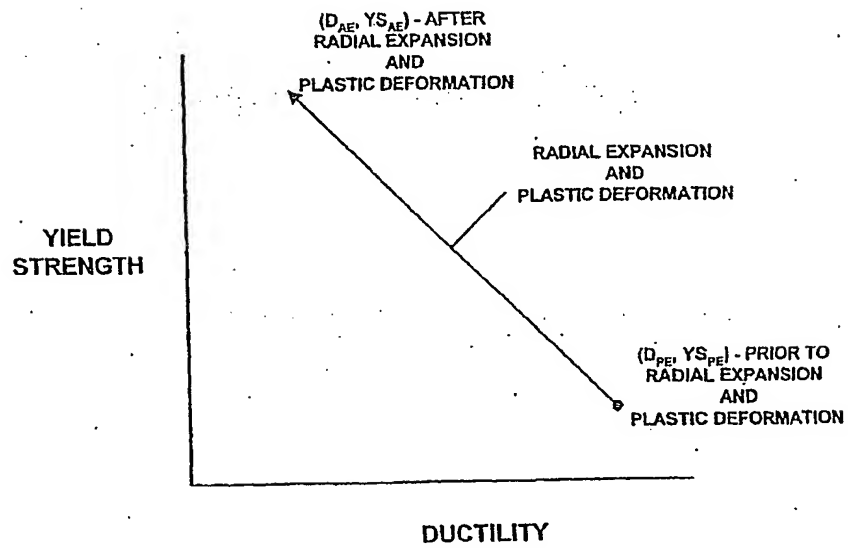 (D_AE, YS_AE) - AFTER
RADIAL EXPANSION
AND
PLASTIC DEFORMATION
RADIAL EXPANSION
AND
PLASTIC DEFORMATION
YIELD
STRENGTH
(D_PE, YS_PE) - PRIOR TO
RADIAL EXPANSION
AND
PLASTIC DEFORMATION
DUCTILITY